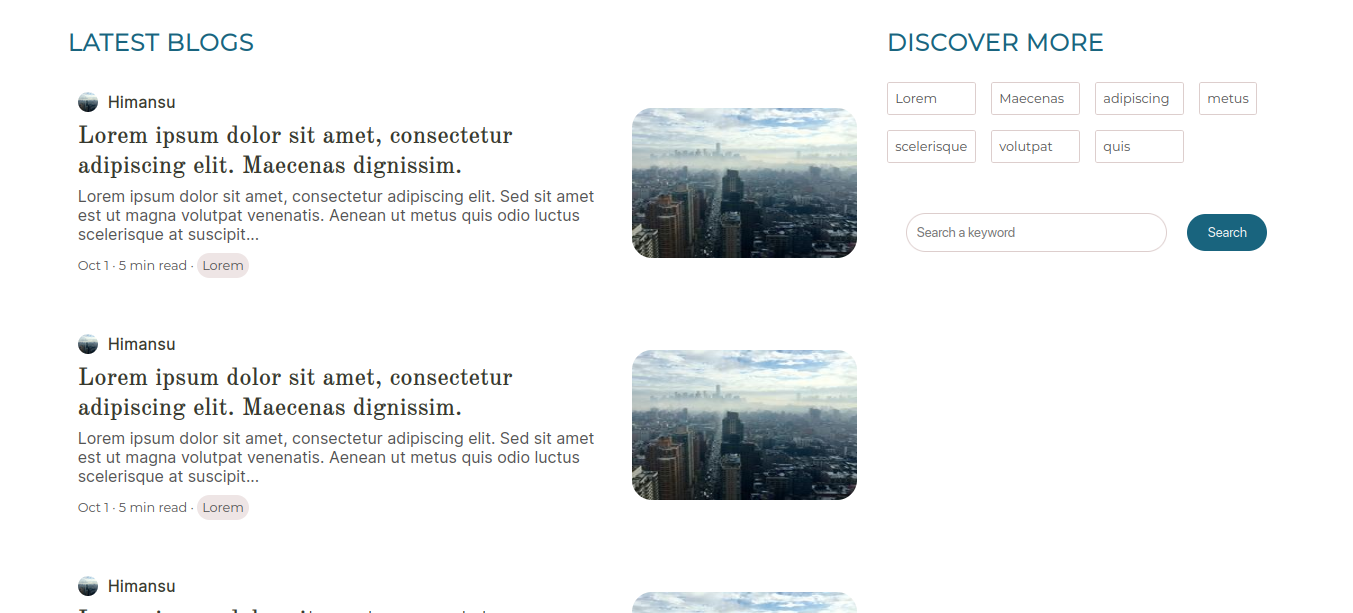 LATEST BLOGS
Himansu
Lorem ipsum dolor sit amet, consectetur
adipiscing elit. Maecenas dignissim.
Lorem ipsum dolor sit amet, consectetur adipiscing elit. Sed sit amet
est ut magna volutpat venenatis. Aenean ut metus quis odio luctus
scelerisque at suscipit...
Oct 1 · 5 min read · Lorem
Himansu
Lorem ipsum dolor sit amet, consectetur
adipiscing elit. Maecenas dignissim.
Lorem ipsum dolor sit amet, consectetur adipiscing elit. Sed sit amet
est ut magna volutpat venenatis. Aenean ut metus quis odio luctus
scelerisque at suscipit...
Oct 1 · 5 min read · Lorem
Himansu
DISCOVER MORE
Lorem Maecenas adipiscing metus
scelerisque volutpat quis
Search a keyword Search